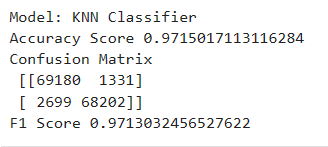 Model: KNN Classifier
Accuracy Score 0.9715017113116284
Confusion Matrix
[[69180 1331]
[ 2699 68202]]
F1 Score 0.9713032456527622